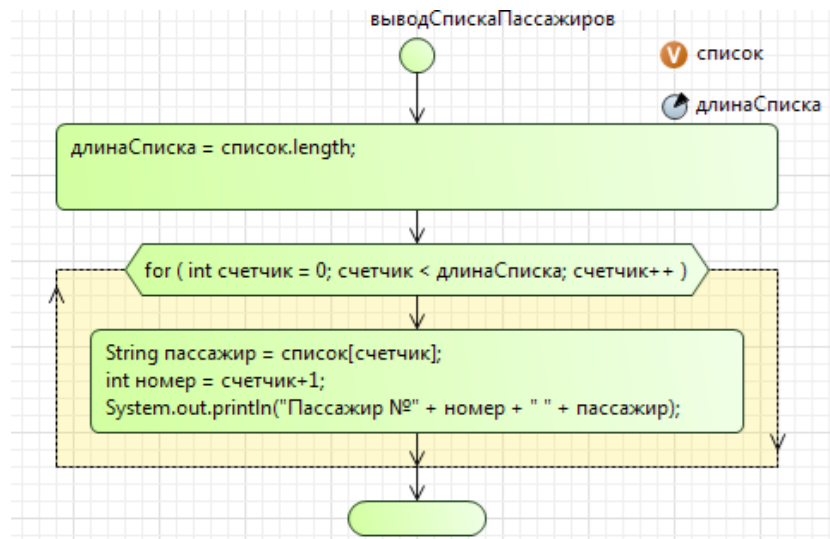 выводСпискаПассажиров
V список
длинаСписка
длинаСписка = список.length;
for ( int счетчик = 0; счетчик < длинаСписка; счетчик++ )
String пассажир = список[счетчик];
int номер = счетчик+1;
System.out.println("Пассажир №" + номер + " " + пассажир);